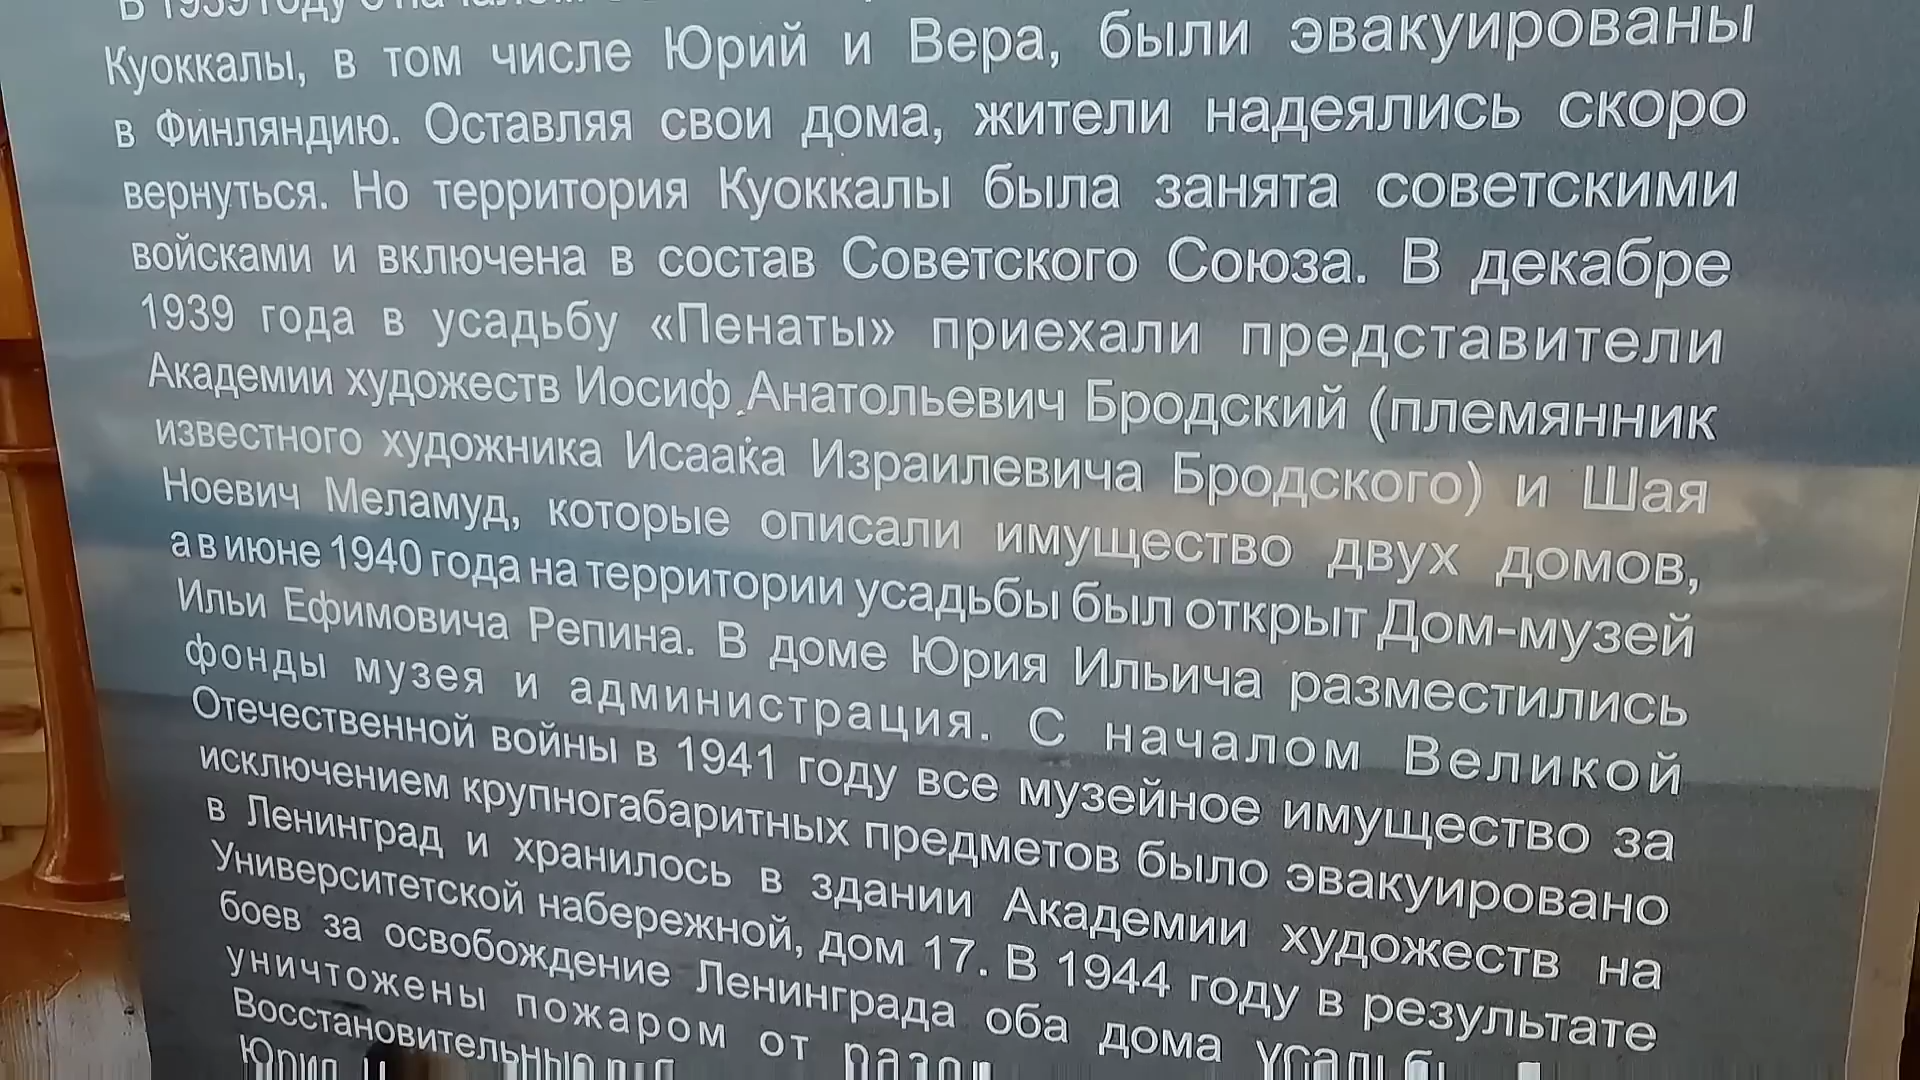 В 1939 году с началом
Куоккалы, в том числе Юрий и Вера, были эвакуированы
в Финляндию. Оставляя свои дома, жители надеялись скоро
вернуться. Но территория Куоккалы была занята советскими
войсками и включена в состав Советского Союза. В декабре
1939 года в усадьбу «Пенаты» приехали представители
Академии художеств Иосиф Анатольевич Бродский (племянник
известного художника Исаака Израилевича Бродского) и Шая
Ноевич Меламуд, которые описали имущество двух домов,
а в июне 1940 года на территории усадьбы был открыт Дом-музей
Ильи Ефимовича Репина. В доме Юрия Ильича разместились
фонды музея и администрация. С началом Великой
Отечественной войны в 1941 году все музейное имущество за
исключением крупногабаритных предметов было эвакуировано
в Ленинград и хранилось в здании Академии художеств на
Университетской набережной, дом 17. В 1944 году в результате
боев за освобождение Ленинграда оба дома усадьбы
уничтожены пожаром от
Восстановительные